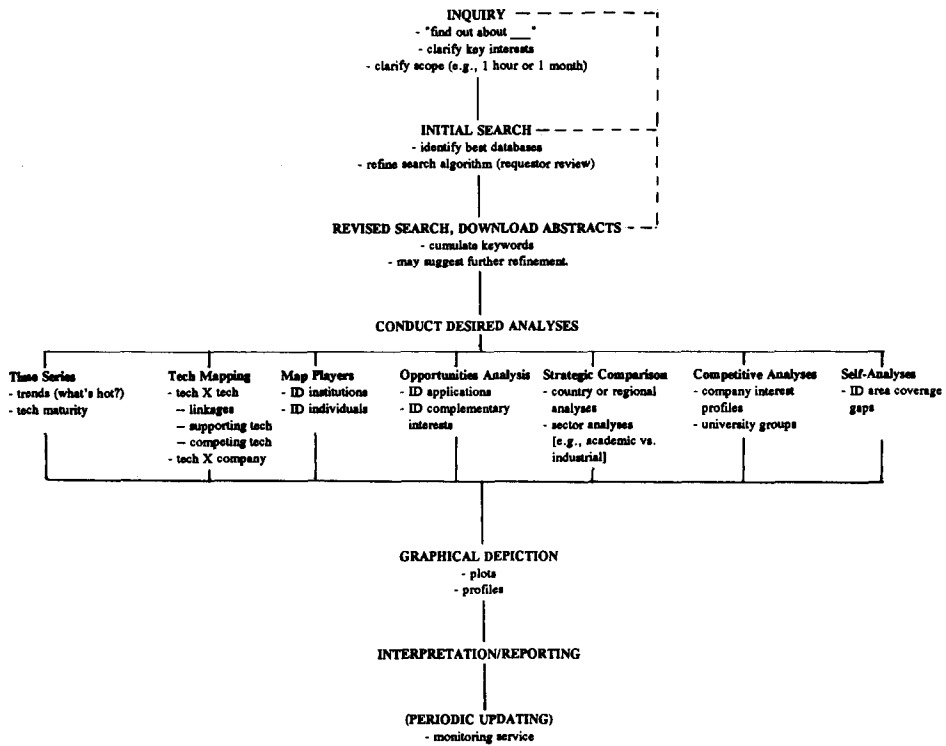 INQUIRY
- "find out about ___"
- clarify key interests
- clarify scope (e.g., 1 hour or 1 month)
INITIAL SEARCH
- identify best databases
- refine search algorithm (requestor review)
REVISED SEARCH, DOWNLOAD ABSTRACTS
- cumulate keywords
- may suggest further refinement.
CONDUCT DESIRED ANALYSES
Time Series
- trends (what's hot?)
- tech maturity
Tech Mapping
- tech X tech
-- linkages
-- supporting tech
-- competing tech
- tech X company
Map Players
- ID institutions
- ID individuals
Opportunities Analysis
- ID applications
- ID complementary
interests
Strategic Comparison
- country or regional
analyses
- sector analyses
[e.g., academic vs.
industrial]
Competitive Analyses
- company interest
profiles
- university groups
Self-Analyses
- ID area coverage
gaps
GRAPHICAL DEPICTION
- plots
- profiles
INTERPRETATION/REPORTING
(PERIODIC UPDATING)
- monitoring service